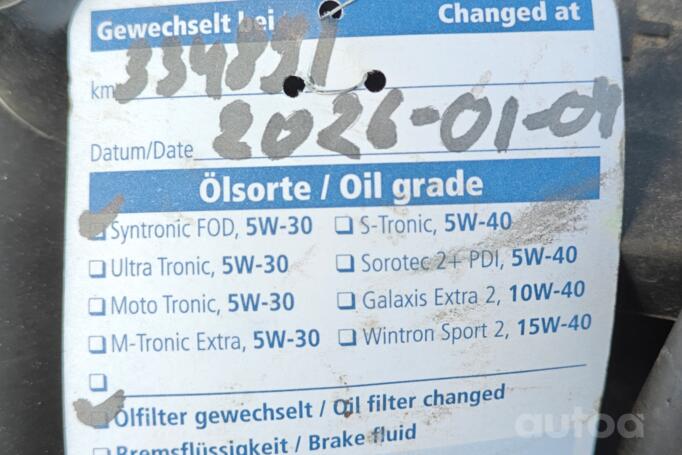 Gewechselt bei Changed at
km 334891
Datum/Date 2026-01-04
Ölsorte / Oil grade
Syntronic FOD, 5W-30 S-Tronic, 5W-40
Ultra Tronic, 5W-30 Sorotec 2+ PDI, 5W-40
Moto Tronic, 5W-30 Galaxis Extra 2, 10W-40
M-Tronic Extra, 5W-30 Wintron Sport 2, 15W-40
Ölfilter gewechselt / Oil filter changed
Bremsflüssigkeit / Brake fluid
autoa